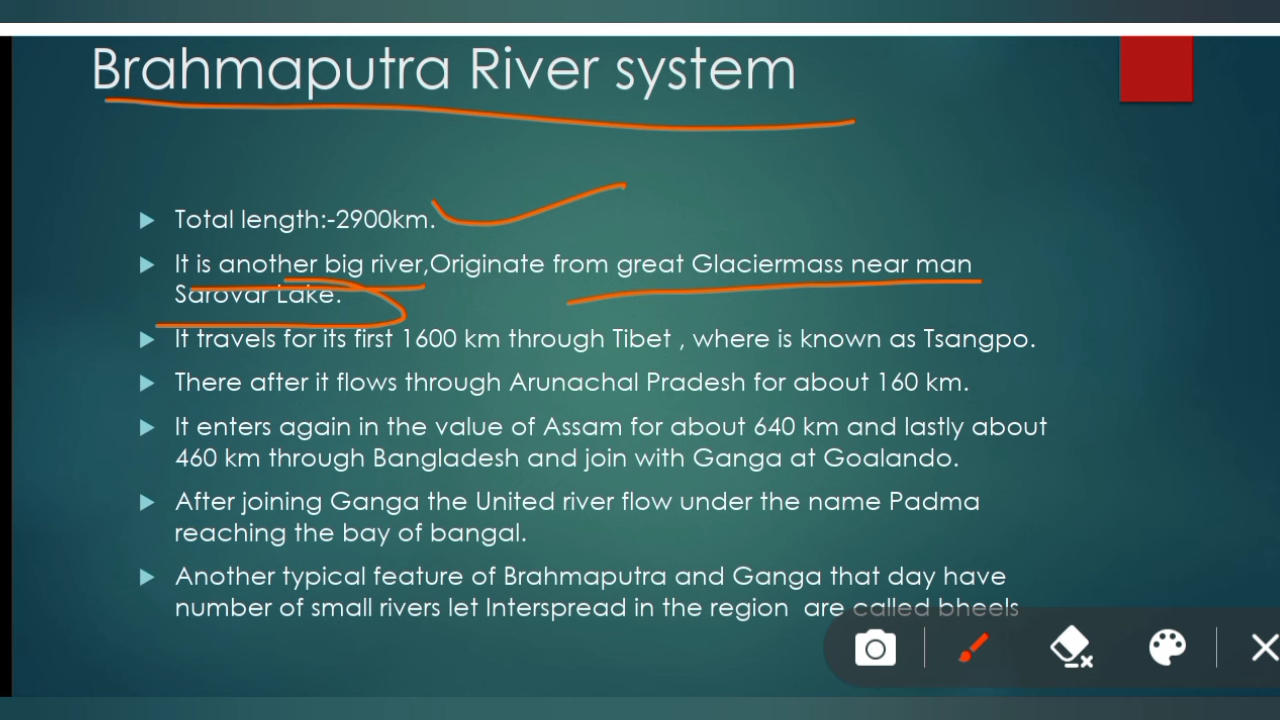 Brahmaputra River system
Total length:-2900km.
It is another big river,Originate from great Glaciermass near man
Sarovar Lake.
It travels for its first 1600 km through Tibet , where is known as Tsangpo.
There after it flows through Arunachal Pradesh for about 160 km.
It enters again in the value of Assam for about 640 km and lastly about
460 km through Bangladesh and join with Ganga at Goalando.
After joining Ganga the United river flow under the name Padma
reaching the bay of bangal.
Another typical feature of Brahmaputra and Ganga that day have
number of small rivers let Interspread in the region are called bheels